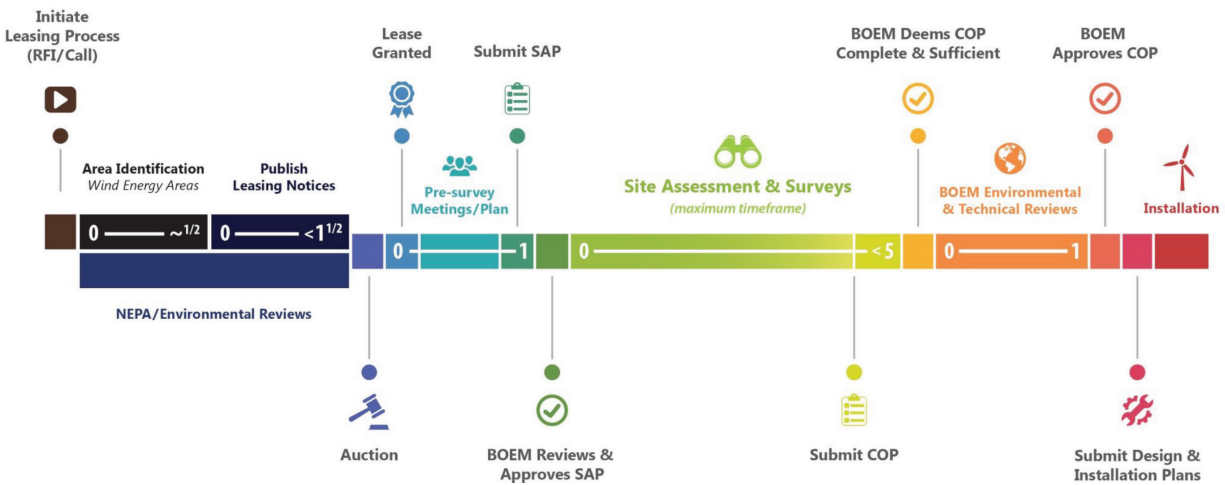 Initiate
Leasing Process
(RFI/Call)
Lease
Granted
Submit SAP
BOEM Deems COP
Complete & Sufficient
BOEM
Approves COP
Area Identification
Wind Energy Areas
Publish
Leasing Notices
Pre-survey
Meetings/Plan
Site Assessment & Surveys
(maximum timeframe)
BOEM Environmental
& Technical Reviews
Installation
0 ~1/2
0 <1 1/2
0 1
0 <5
0 1
NEPA/Environmental Reviews
Auction
BOEM Reviews &
Approves SAP
Submit COP
Submit Design &
Installation Plans